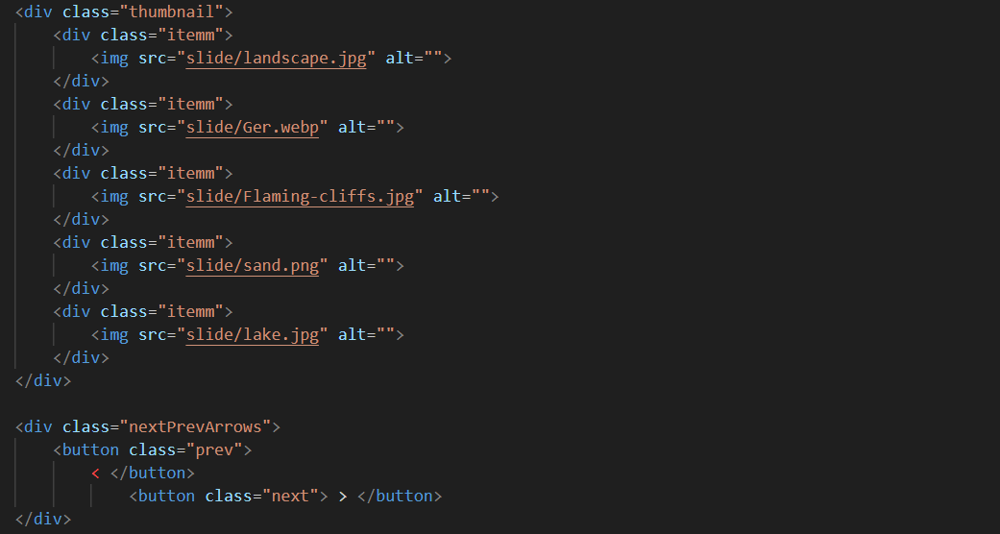 <div class="thumbnail">
    <div class="itemm">
        <img src="slide/landscape.jpg" alt="">
    </div>
    <div class="itemm">
        <img src="slide/Ger.webp" alt="">
    </div>
    <div class="itemm">
        <img src="slide/Flaming-cliffs.jpg" alt="">
    </div>
    <div class="itemm">
        <img src="slide/sand.png" alt="">
    </div>
    <div class="itemm">
        <img src="slide/lake.jpg" alt="">
    </div>
</div>

<div class="nextPrevArrows">
    <button class="prev">
        < </button>
            <button class="next"> > </button>
</div>